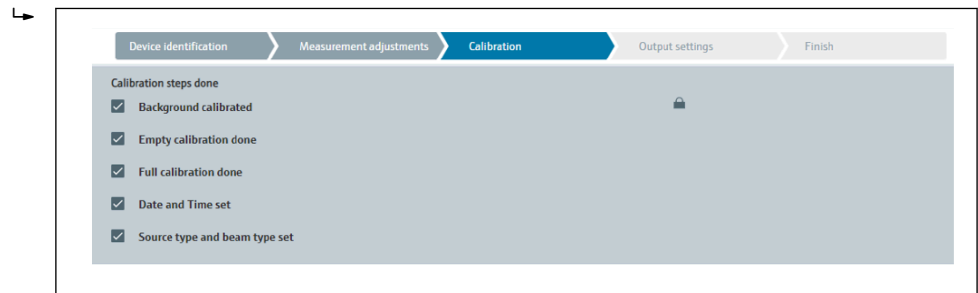 Device identification
Measurement adjustments
Calibration
Output settings
Finish
Calibration steps done
Background calibrated
Empty calibration done
Full calibration done
Date and Time set
Source type and beam type set